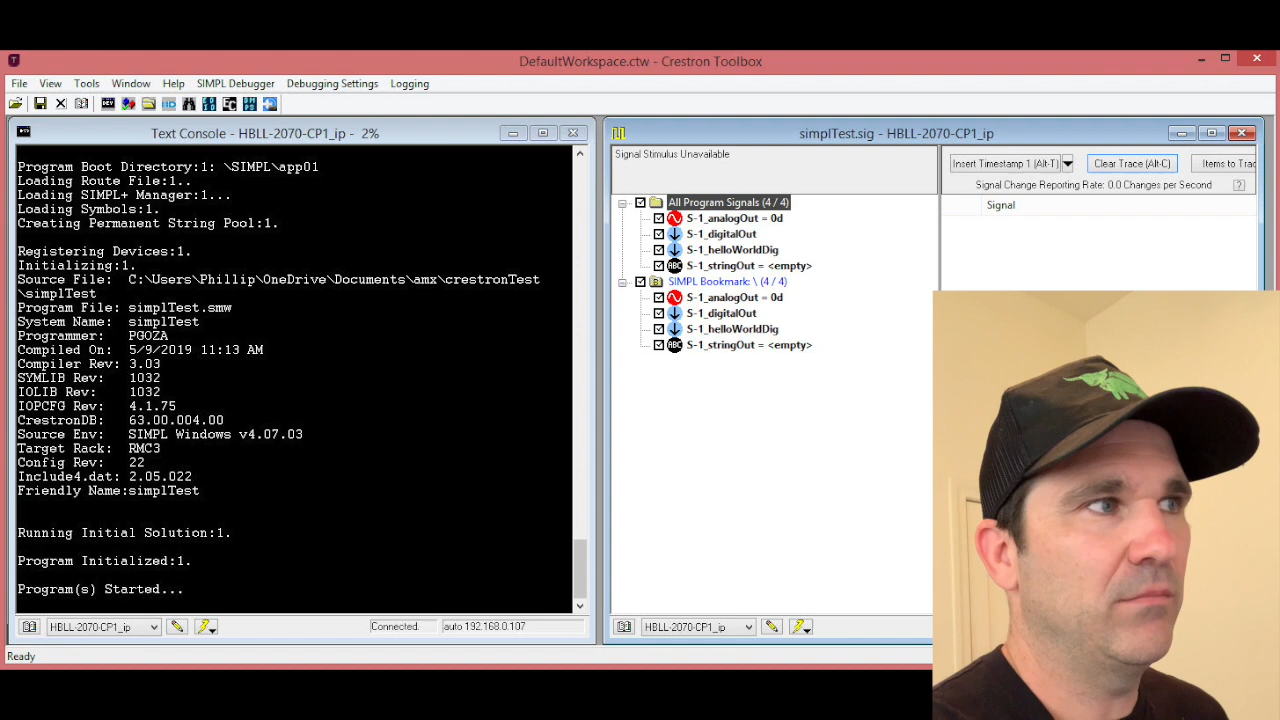 DefaultWorkspace.ctw - Crestron Toolbox
File View Tools Window Help SIMPL Debugger Debugging Settings Logging
Text Console - HBLL-2070-CP1_ip - 2%
Program Boot Directory:1: \SIMPL\app01
Loading Route File:1..
Loading SIMPL+ Manager:1...
Loading Symbols:1.
Creating Permanent String Pool:1.
Registering Devices:1.
Initializing:1.
Source File: C:\Users\Phillip\OneDrive\Documents\amx\crestronTest
\simplTest
Program File: simplTest.smw
System Name: simplTest
Programmer: PGOZA
Compiled On: 5/9/2019 11:13 AM
Compiler Rev: 3.03
SYMLIB Rev: 1032
IOLIB Rev: 1032
IOPCFG Rev: 4.1.75
CrestronDB: 63.00.004.00
Source Env: SIMPL Windows v4.07.03
Target Rack: RMC3
Config Rev: 22
Include4.dat: 2.05.022
Friendly Name:simplTest
Running Initial Solution:1.
Program Initialized:1.
Program(s) Started...
HBLL-2070-CP1_ip Connected. auto 192.168.0.107
simplTest.sig - HBLL-2070-CP1_ip
Signal Stimulus Unavailable
Insert Timestamp 1 (Alt-T) Clear Trace (Alt-C) Items to Trac
Signal Change Reporting Rate: 0.0 Changes per Second ?
Signal
All Program Signals (4 / 4)
S-1_analogOut = 0d
S-1_digitalOut
S-1_helloWorldDig
ABC S-1_stringOut = <empty>
B SIMPL Bookmark: \ (4 / 4)
S-1_analogOut = 0d
S-1_digitalOut
S-1_helloWorldDig
ABC S-1_stringOut = <empty>
HBLL-2070-CP1_ip
Ready